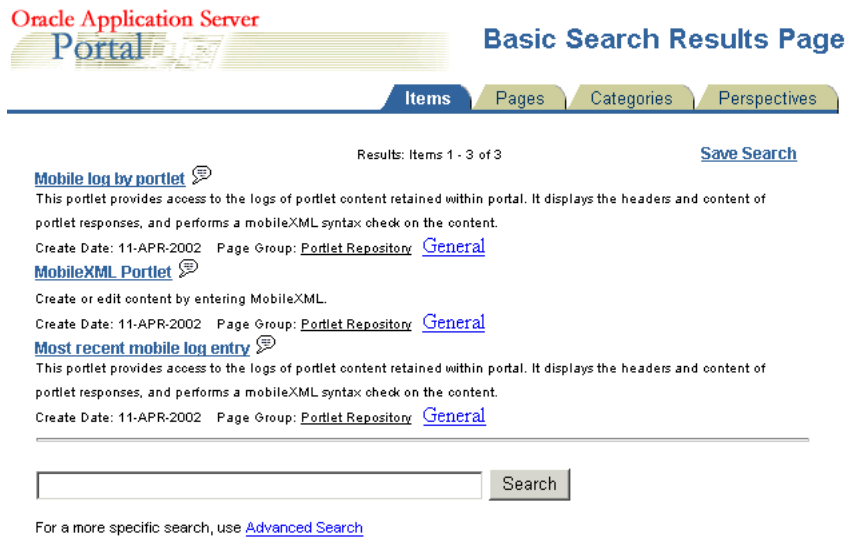 Oracle Application Server
Portal
Basic Search Results Page
Items Pages Categories Perspectives
Results: Items 1 - 3 of 3 Save Search
Mobile log by portlet
This portlet provides access to the logs of portlet content retained within portal. It displays the headers and content of
portlet responses, and performs a mobileXML syntax check on the content.
Create Date: 11-APR-2002 Page Group: Portlet Repository General
MobileXML Portlet
Create or edit content by entering MobileXML.
Create Date: 11-APR-2002 Page Group: Portlet Repository General
Most recent mobile log entry
This portlet provides access to the logs of portlet content retained within portal. It displays the headers and content of
portlet responses, and performs a mobileXML syntax check on the content.
Create Date: 11-APR-2002 Page Group: Portlet Repository General
Search
For a more specific search, use Advanced Search